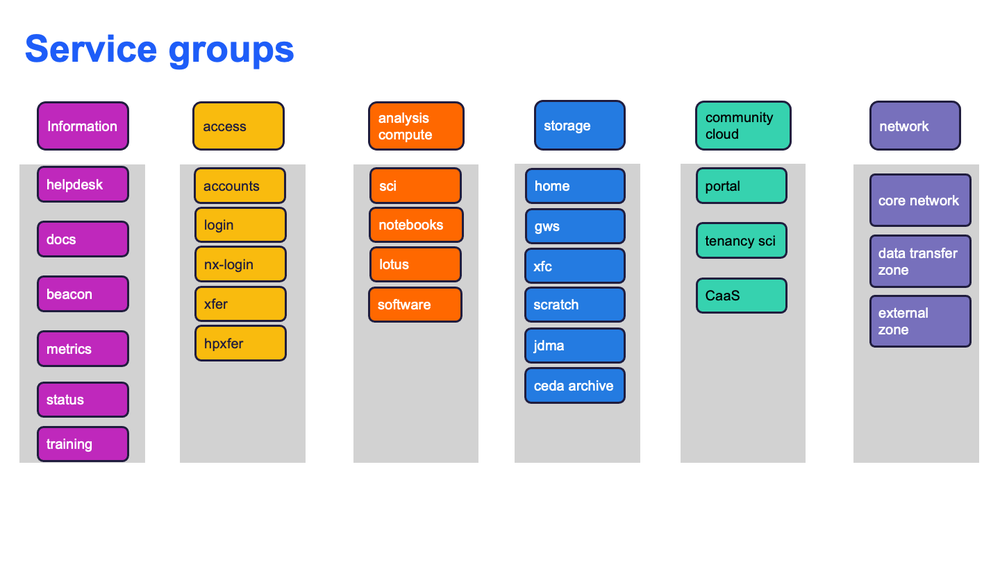 Service groups
Information
helpdesk
docs
beacon
metrics
status
training
access
accounts
login
nx-login
xfer
hpxfer
analysis
compute
sci
notebooks
lotus
software
storage
home
gws
xfc
scratch
jdma
ceda archive
community
cloud
portal
tenancy sci
CaaS
network
core network
data transfer
zone
external
zone